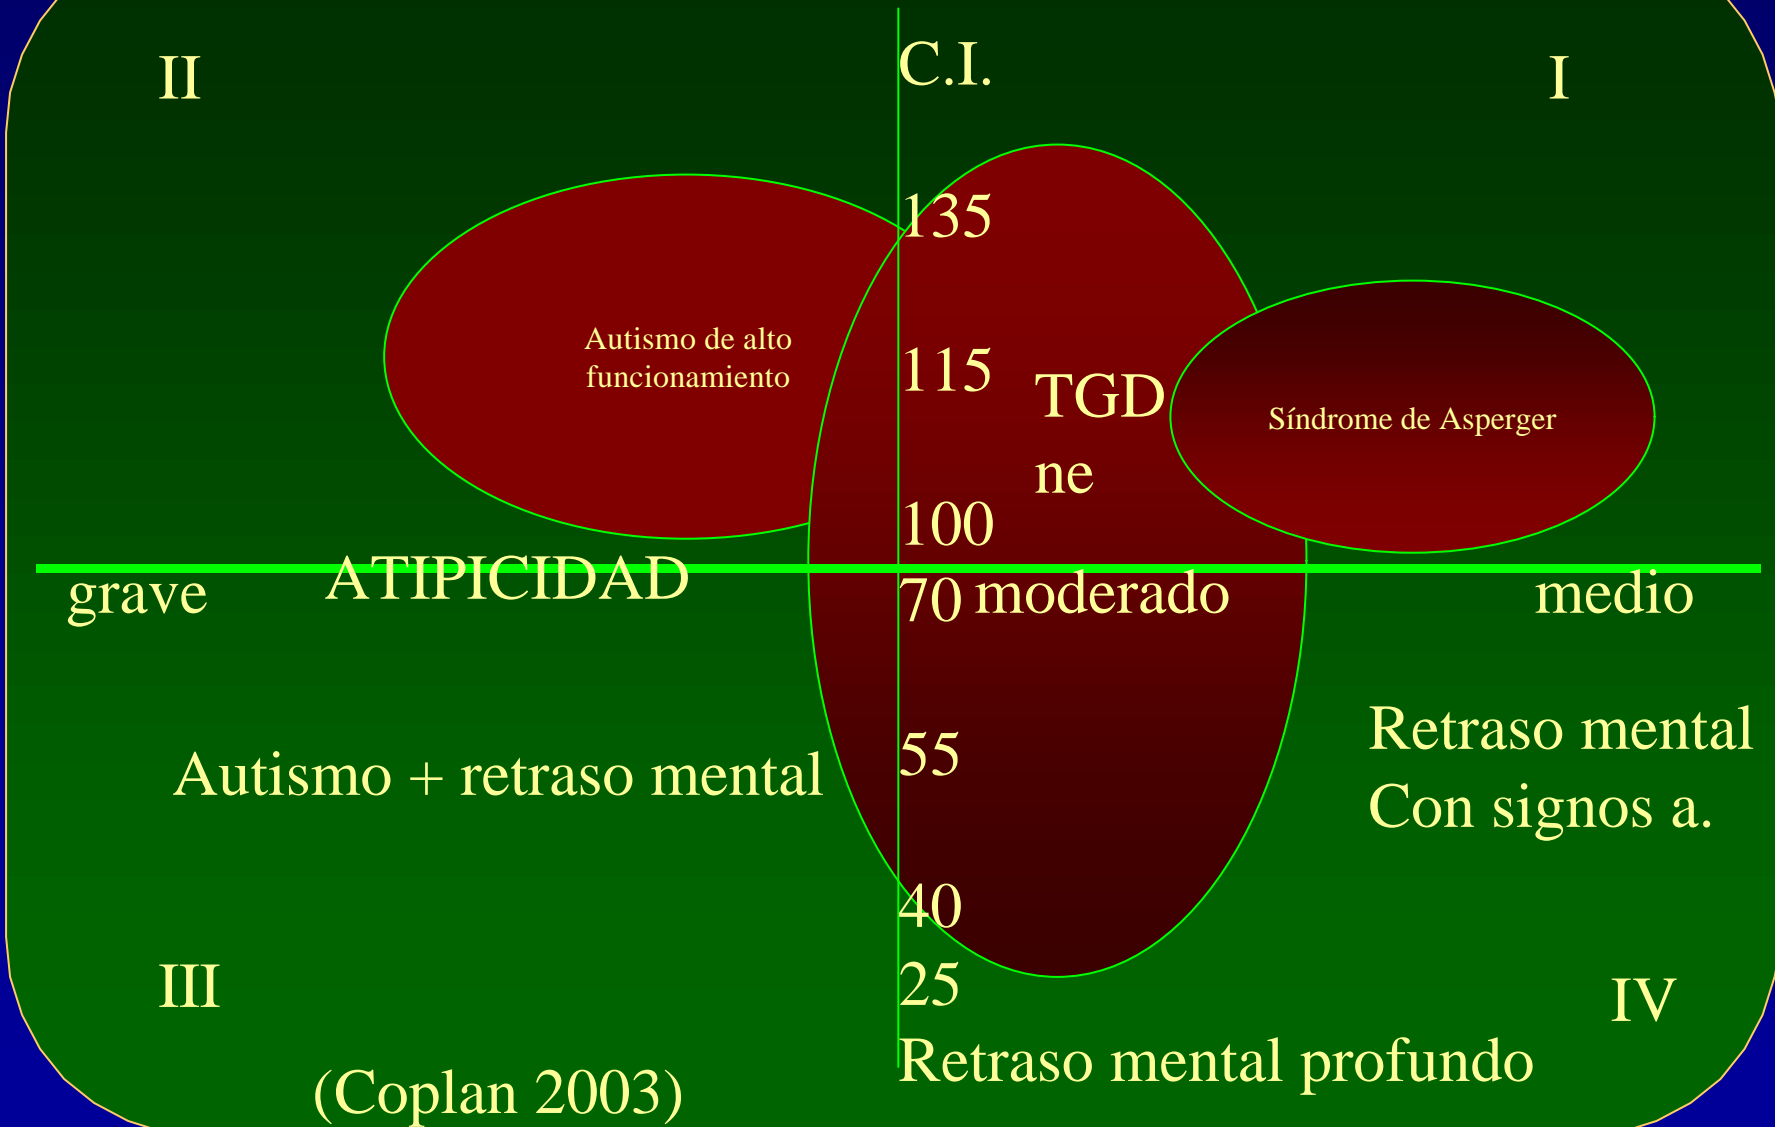 II
C.I.
I
135
Autismo de alto
funcionamiento
115
TGD
ne
Síndrome de Asperger
100
ATIPICIDAD
grave
70
moderado
medio
Retraso mental
Con signos a.
55
Autismo + retraso mental
40
25
III
IV
Retraso mental profundo
(Coplan 2003)